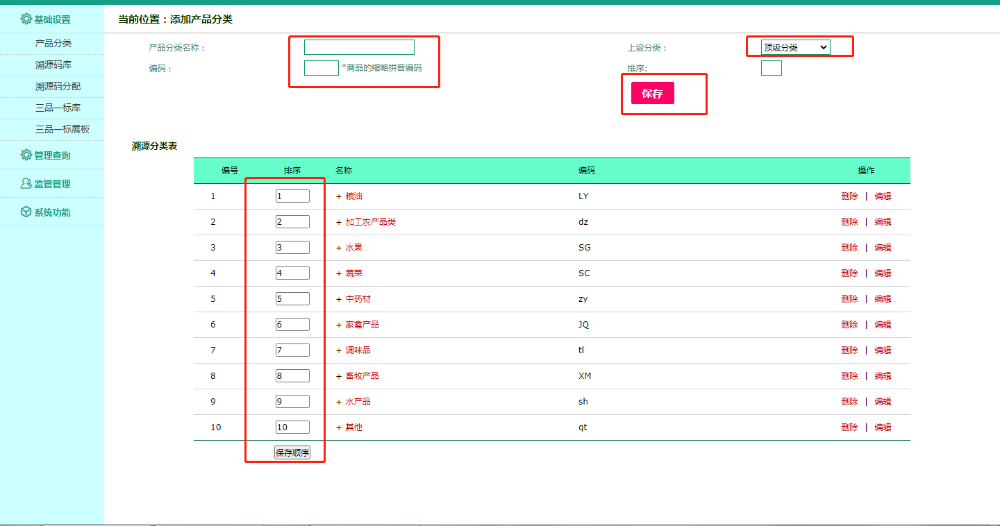 基础设置
产品分类
溯源码库
溯源码分配
三品一标库
三品一标展板
管理查询
监管管理
系统功能
当前位置：添加产品分类
产品分类名称： 上级分类： 顶级分类
编码： *商品的缩略拼音编码 排序:
保存
溯源分类表
编号 排序 名称 编码 操作
1 1 + 粮油 LY 删除 | 编辑
2 2 + 加工农产品类 dz 删除 | 编辑
3 3 + 水果 SG 删除 | 编辑
4 4 + 蔬菜 SC 删除 | 编辑
5 5 + 中药材 zy 删除 | 编辑
6 6 + 家禽产品 JQ 删除 | 编辑
7 7 + 调味品 tl 删除 | 编辑
8 8 + 畜牧产品 XM 删除 | 编辑
9 9 + 水产品 sh 删除 | 编辑
10 10 + 其他 qt 删除 | 编辑
保存顺序